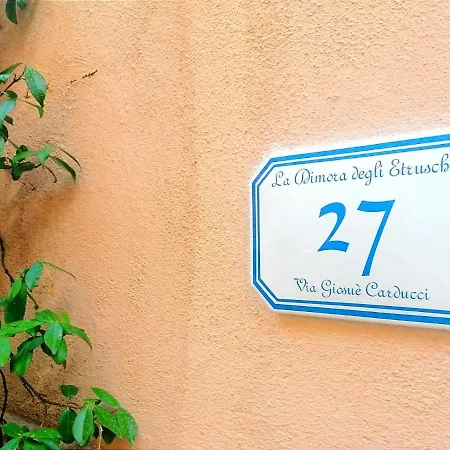 La Dimora degli Etrusch
27
Via Giosuè Carducci